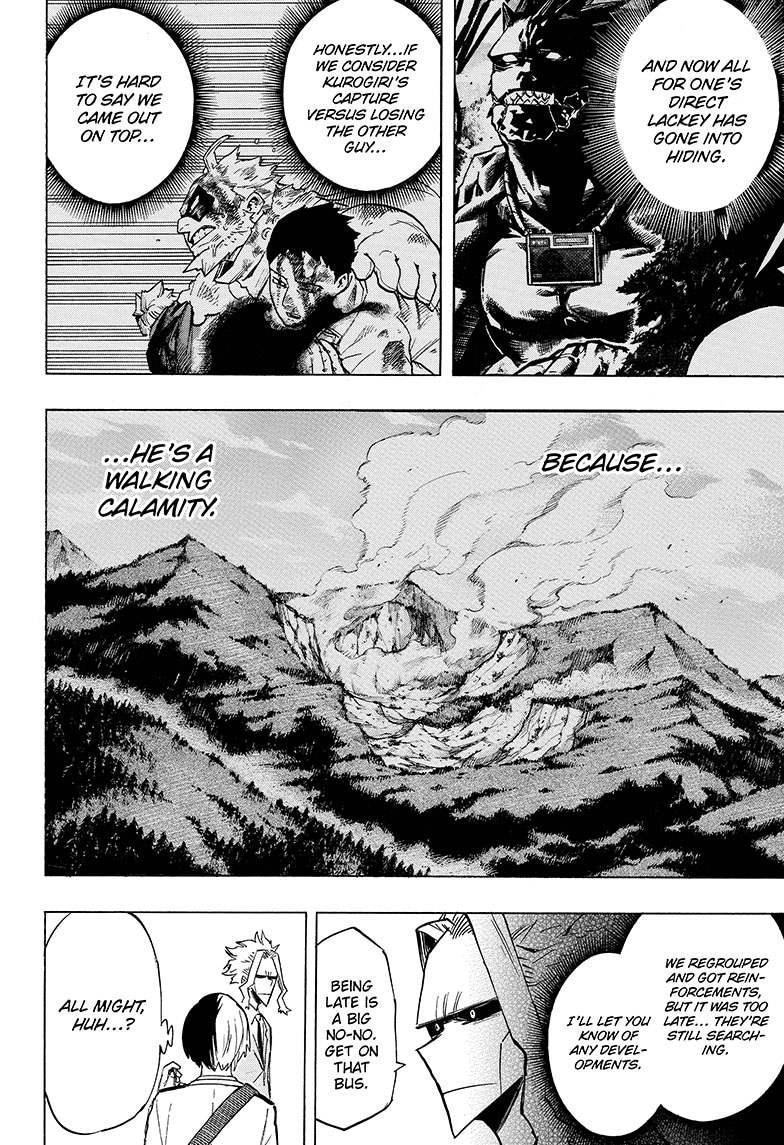 AND NOW ALL
FOR ONE'S
DIRECT
LACKEY HAS
GONE INTO
HIDING.
HONESTLY...IF
WE CONSIDER
KUROGIRI'S
CAPTURE
VERSUS LOSING
THE OTHER
GUY...
IT'S HARD
TO SAY WE
CAME OUT
ON TOP...
BECAUSE...
...HE'S A
WALKING
CALAMITY.
WE REGROUPED
AND GOT REIN-
FORCEMENTS,
BUT IT WAS TOO
LATE... THEY'RE
STILL SEARCH-
ING.
I'LL LET YOU
KNOW OF
ANY DEVEL-
OPMENTS.
BEING
LATE IS
A BIG
NO-NO.
GET ON
THAT
BUS.
ALL MIGHT,
HUH...?